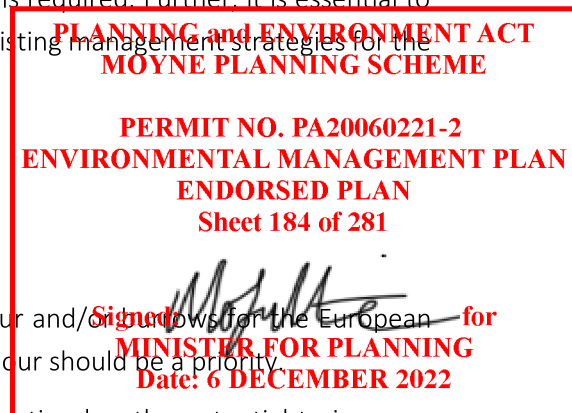 is required. Further, it is essential to
PLANNING and ENVIRONMENT ACT
isting management strategies for the
MOYNE PLANNING SCHEME
PERMIT NO. PA20060221-2
ENVIRONMENTAL MANAGEMENT PLAN
ENDORSED PLAN
Sheet 184 of 281
Signed: for
ur and/or burrows for the European
MINISTER FOR PLANNING
our should be a priority.
Date: 6 DECEMBER 2022